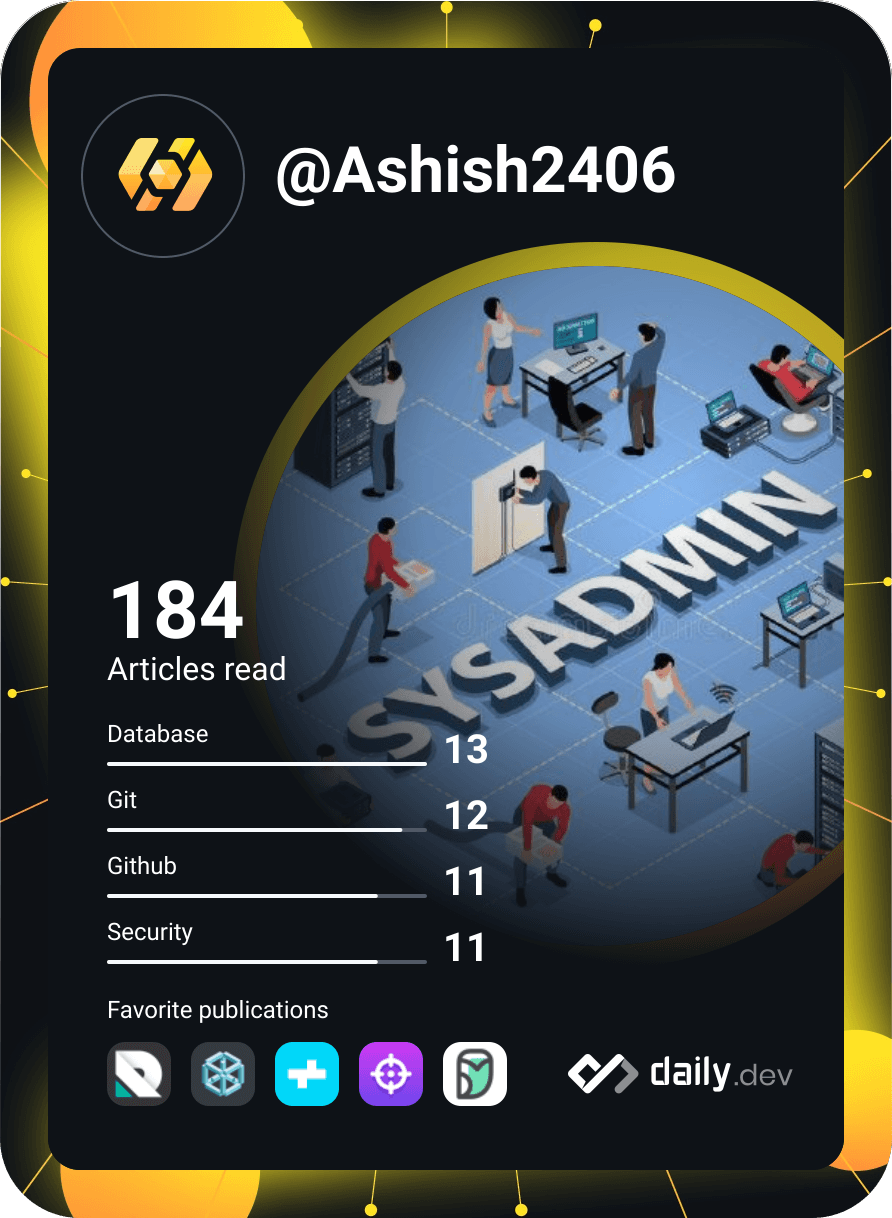 @Ashish2406
SYSADMIN
184
Articles read
Database
13
Git
12
Github
11
Security
11
Favorite publications
daily.dev